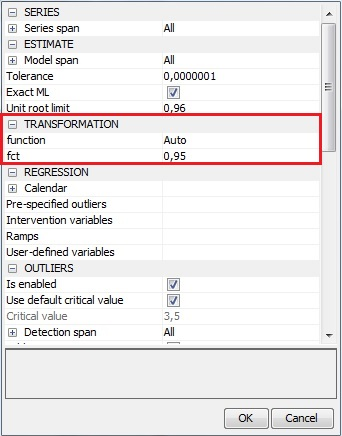 SERIES
Series span All
ESTIMATE
Model span All
Tolerance 0,0000001
Exact ML
Unit root limit 0,96
TRANSFORMATION
function Auto
fct 0,95
REGRESSION
Calendar
Pre-specified outliers
Intervention variables
Ramps
User-defined variables
OUTLIERS
Is enabled
Use default critical value
Critical value 3,5
Detection span All
OK Cancel